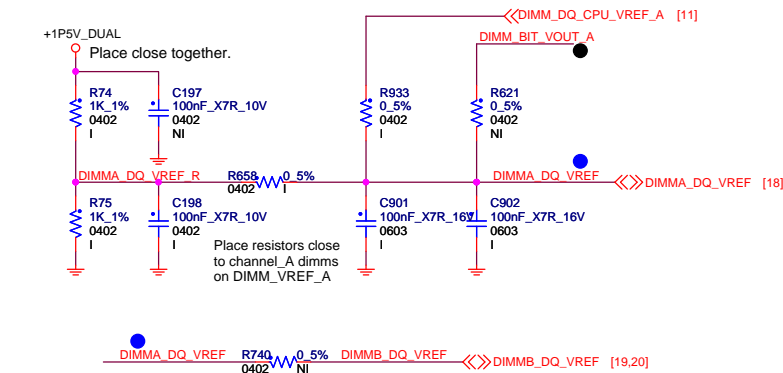 DIMM_DQ_CPU_VREF_A [11]
+1P5V_DUAL
DIMM_BIT_VOUT_A
Place close together.
R74
1K_1%
0402
I
C197
100nF_X7R_10V
0402
NI
R933
0_5%
0402
I
R621
0_5%
0402
NI
DIMMA_DQ_VREF_R
R658 0_5%
0402 I
DIMMA_DQ_VREF
DIMMA_DQ_VREF [18]
R75
1K_1%
0402
I
C198
100nF_X7R_10V
0402
I
C901
100nF_X7R_16V
0603
I
C902
100nF_X7R_16V
0603
I
Place resistors close
to channel_A dimms
on DIMM_VREF_A
DIMMA_DQ_VREF
R740 0_5%
0402 NI
DIMMB_DQ_VREF
DIMMB_DQ_VREF [19,20]